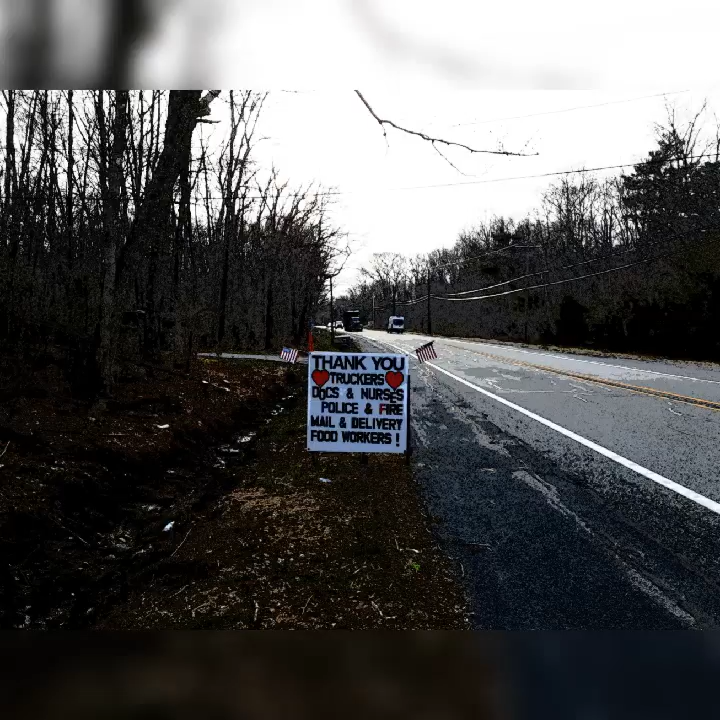 THANK YOU
TRUCKERS
DOCS & NURSES
POLICE & FIRE
MAIL & DELIVERY
FOOD WORKERS !